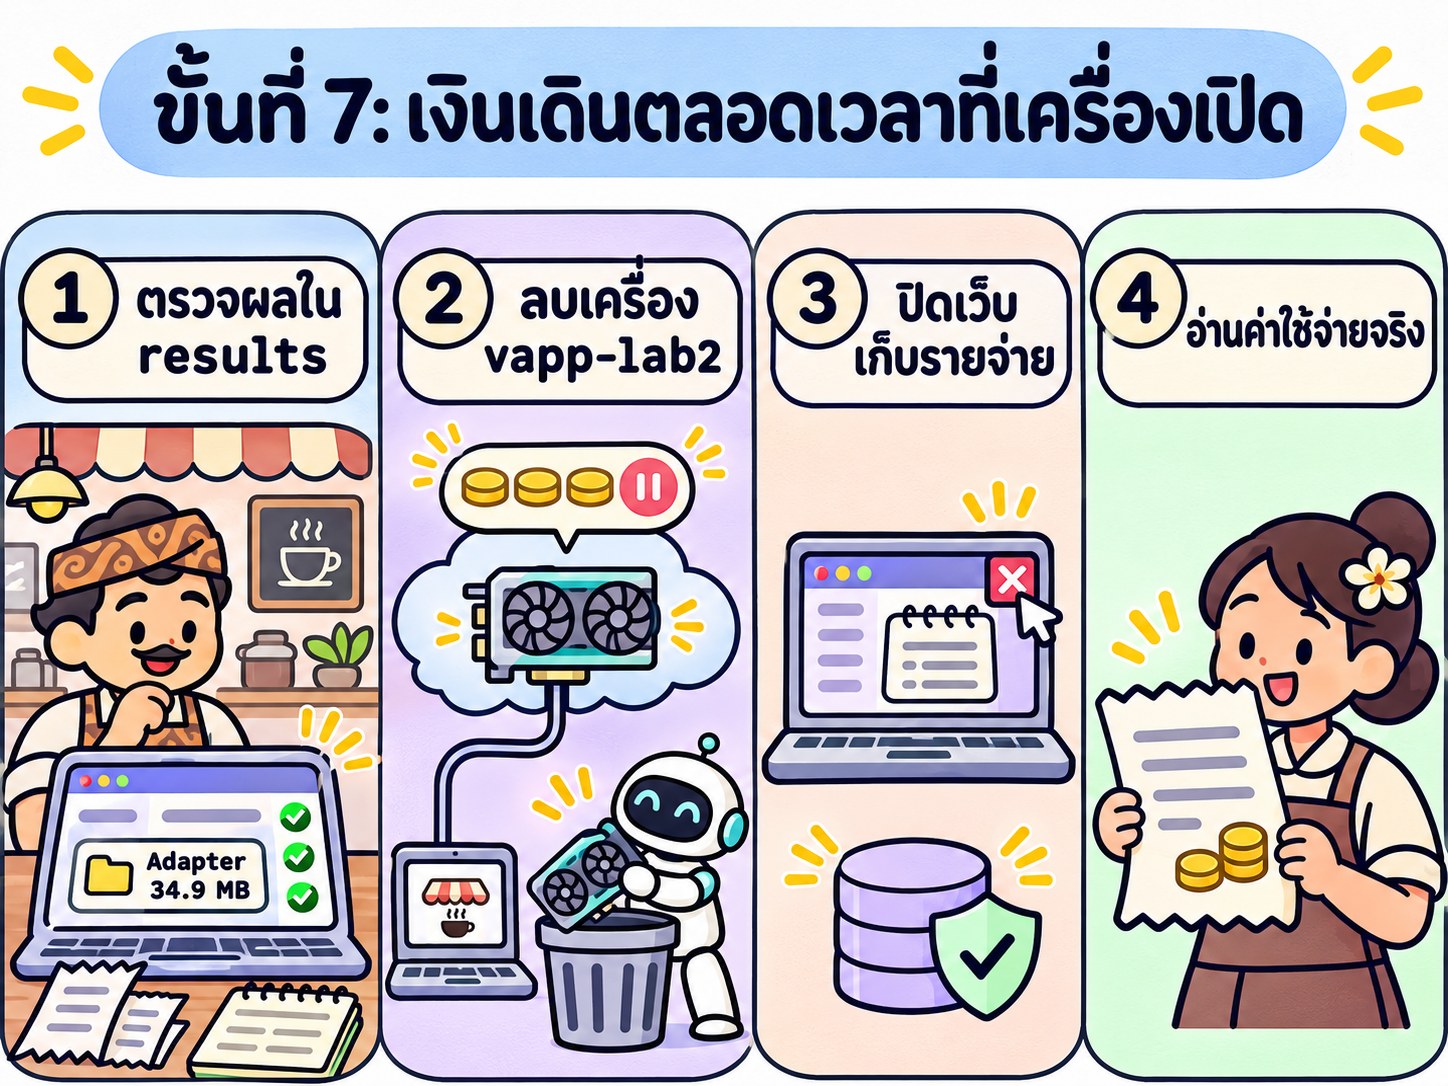 ขั้นที่ 7: เงินเดินตลอดเวลาที่เครื่องเปิด
1
ตรวจผลใน
results
Adapter
34.9 MB
2
ลบเครื่อง
vapp-lab2
3
ปิดเว็บ
เก็บรายจ่าย
4
อ่านค่าใช้จ่ายจริง